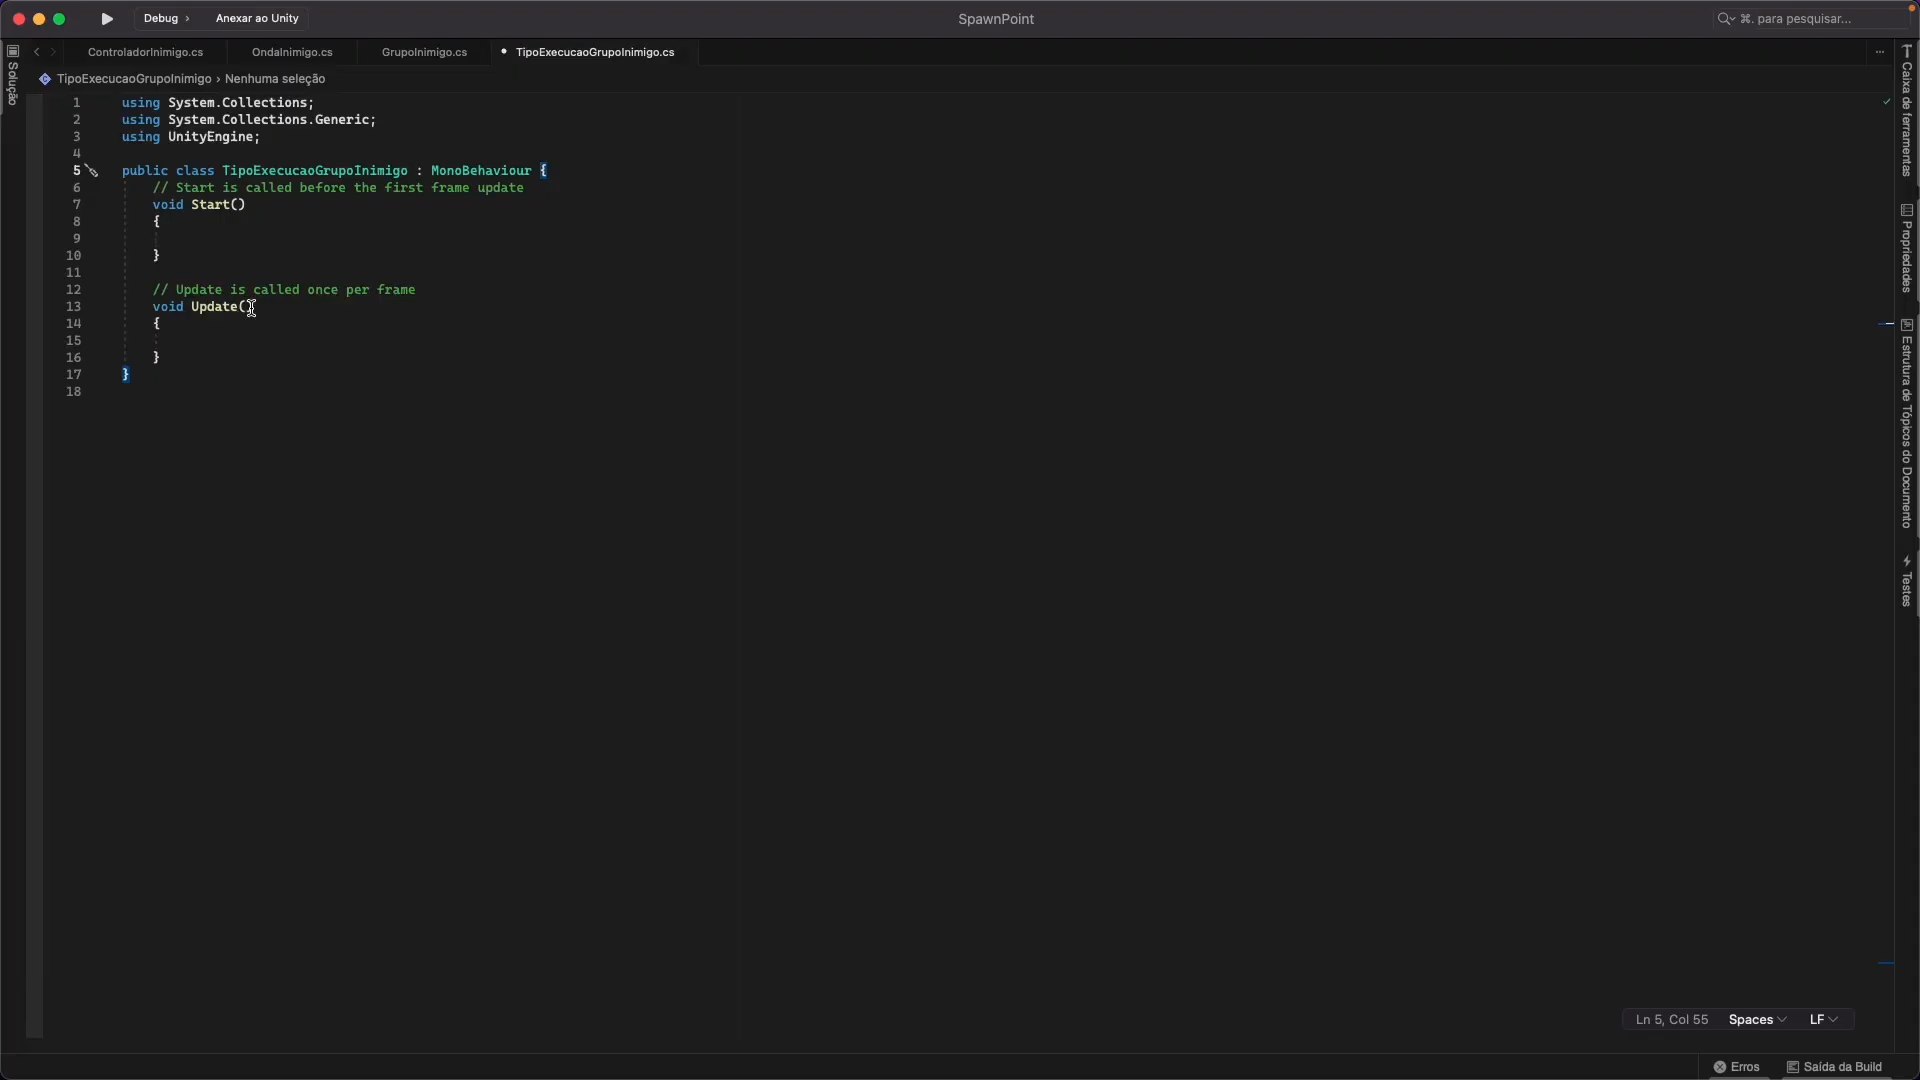 Debug › Anexar ao Unity
SpawnPoint
⌘. para pesquisar...
ControladorInimigo.cs
OndaInimigo.cs
GrupoInimigo.cs
TipoExecucaoGrupoInimigo.cs
Solução
TipoExecucaoGrupoInimigo › Nenhuma seleção
1 using System.Collections;
2 using System.Collections.Generic;
3 using UnityEngine;
4
5 public class TipoExecucaoGrupoInimigo : MonoBehaviour {
6 // Start is called before the first frame update
7 void Start()
8 {
9
10 }
11
12 // Update is called once per frame
13 void Update()
14 {
15
16 }
17 }
18
Caixa de ferramentas
Propriedades
Estrutura de Tópicos do Documento
Testes
Ln 5, Col 55 Spaces LF
Erros
Saída da Build